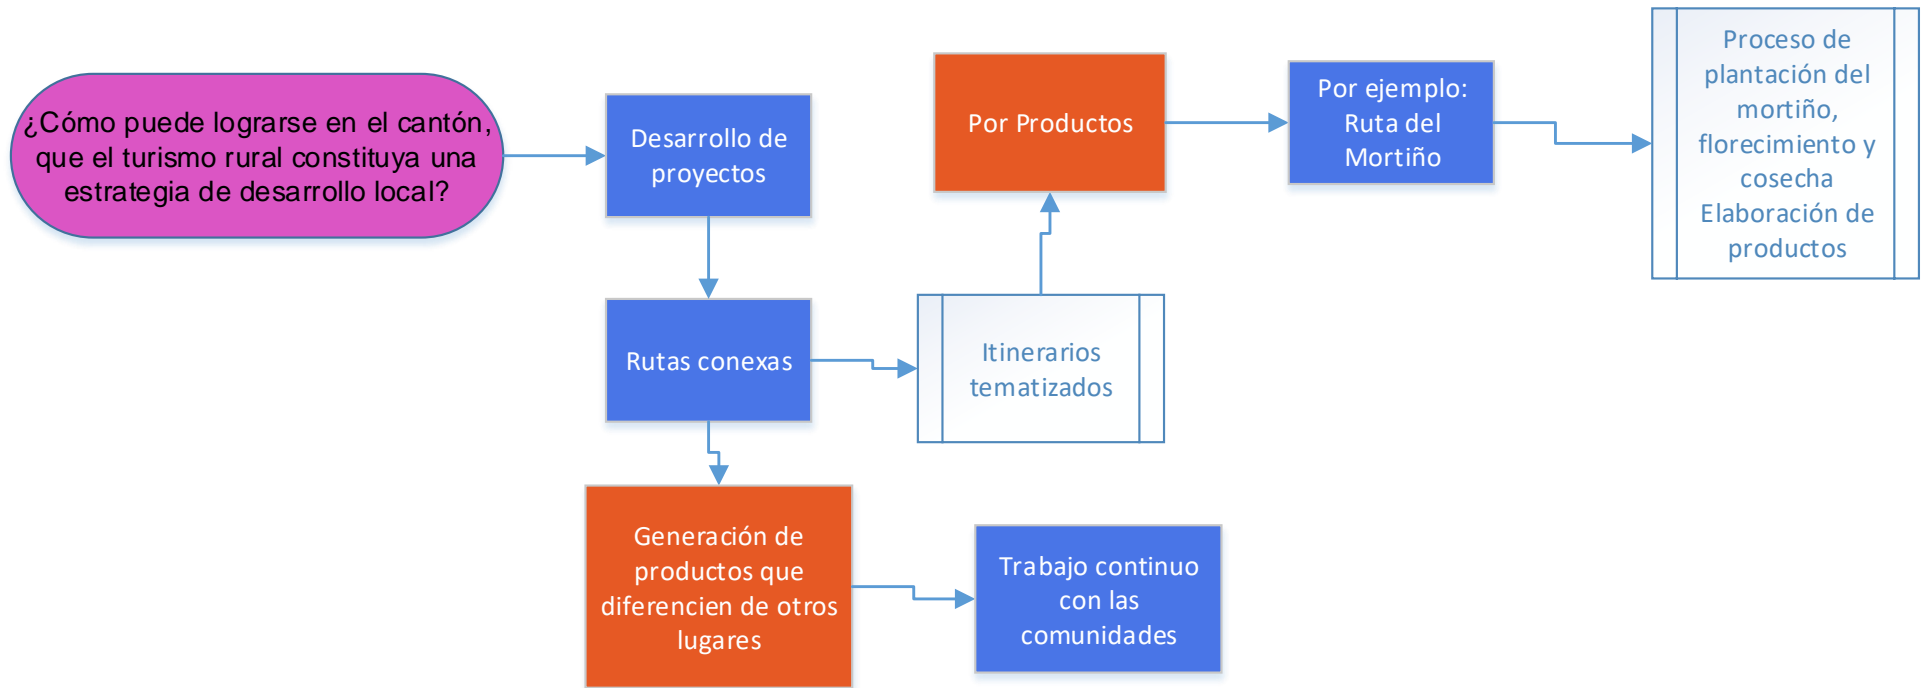 ¿Cómo puede lograrse en el cantón,
que el turismo rural constituya una
estrategia de desarrollo local?
Desarrollo de
proyectos
Por Productos
Por ejemplo:
Ruta del
Mortiño
Proceso de
plantación del
mortiño,
florecimiento y
cosecha
Elaboración de
productos
Rutas conexas
Itinerarios
tematizados
Generación de
productos que
diferencien de otros
lugares
Trabajo continuo
con las
comunidades